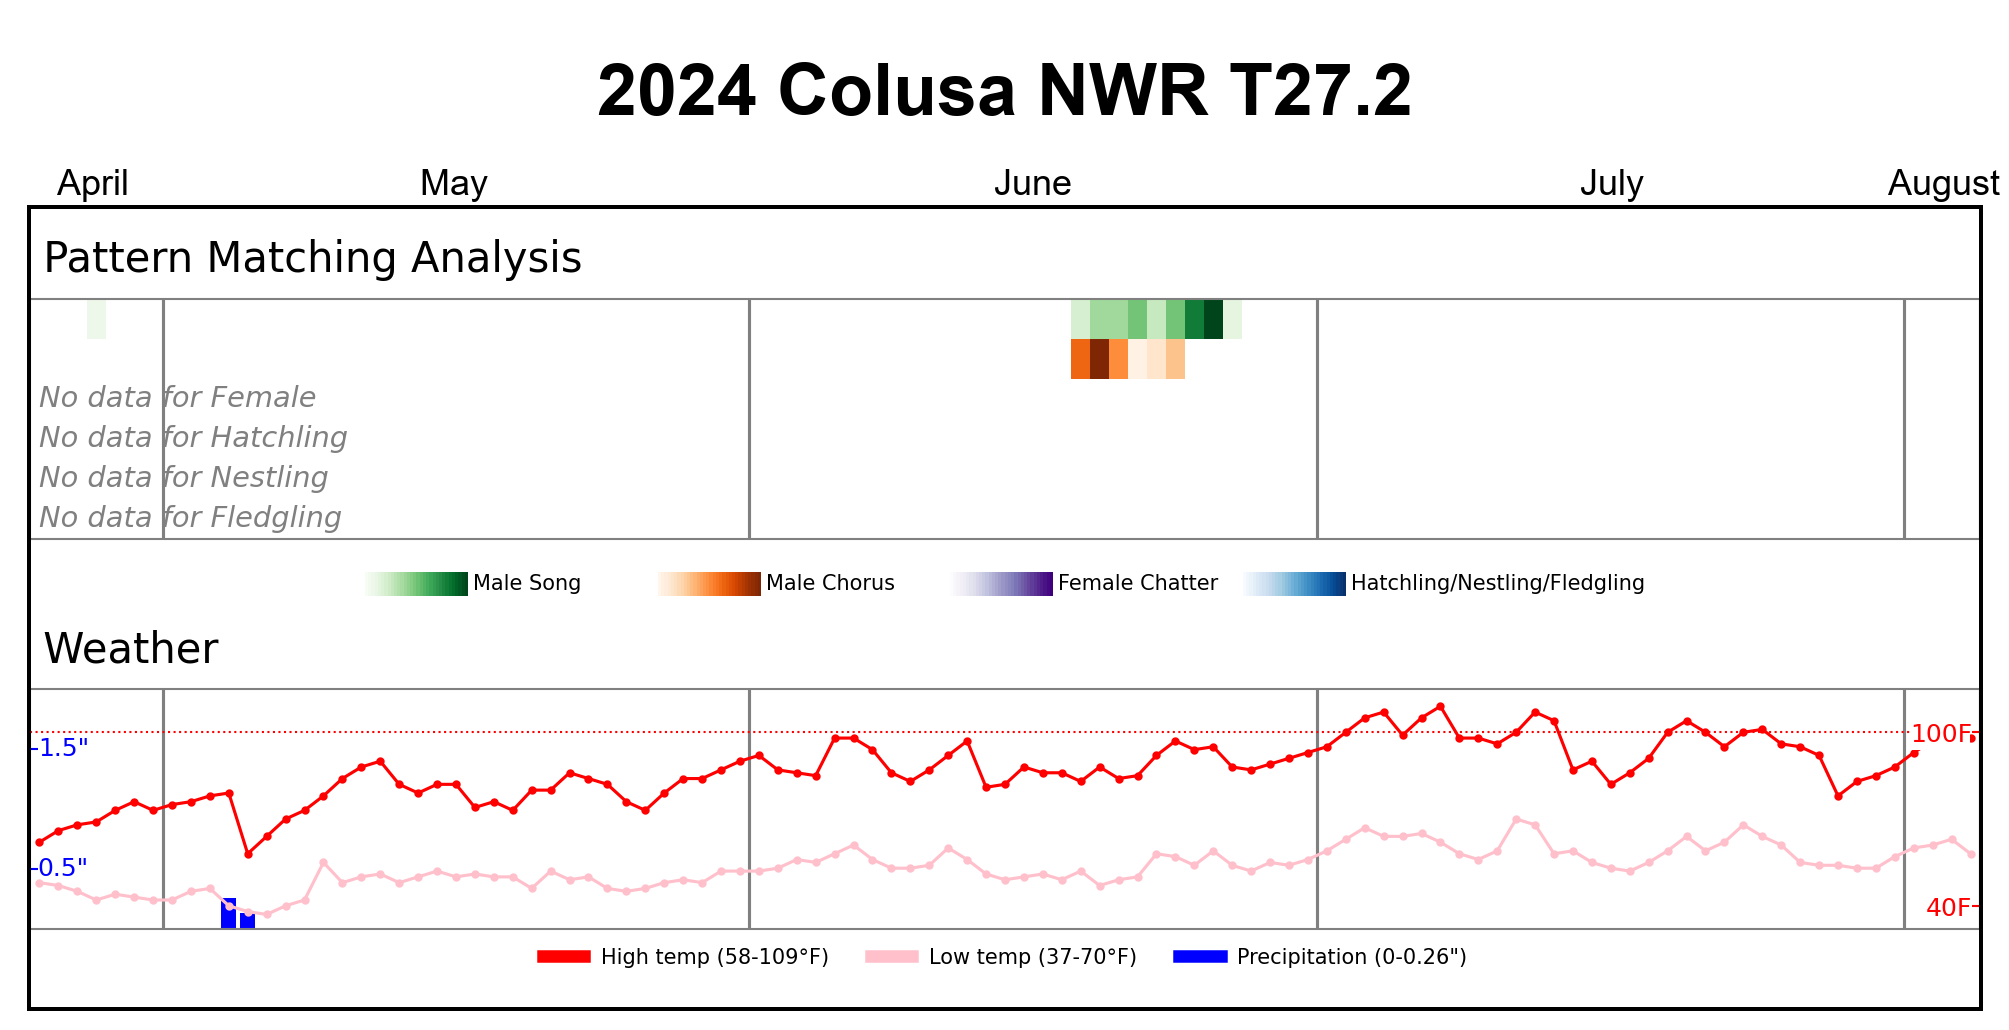 2024 Colusa NWR T27.2
April May June July August
Pattern Matching Analysis
No data for Female
No data for Hatchling
No data for Nestling
No data for Fledgling
Male Song Male Chorus Female Chatter Hatchling/Nestling/Fledgling
Weather
1.5" 100F
0.5"
40F
High temp (58-109°F) Low temp (37-70°F) Precipitation (0-0.26")